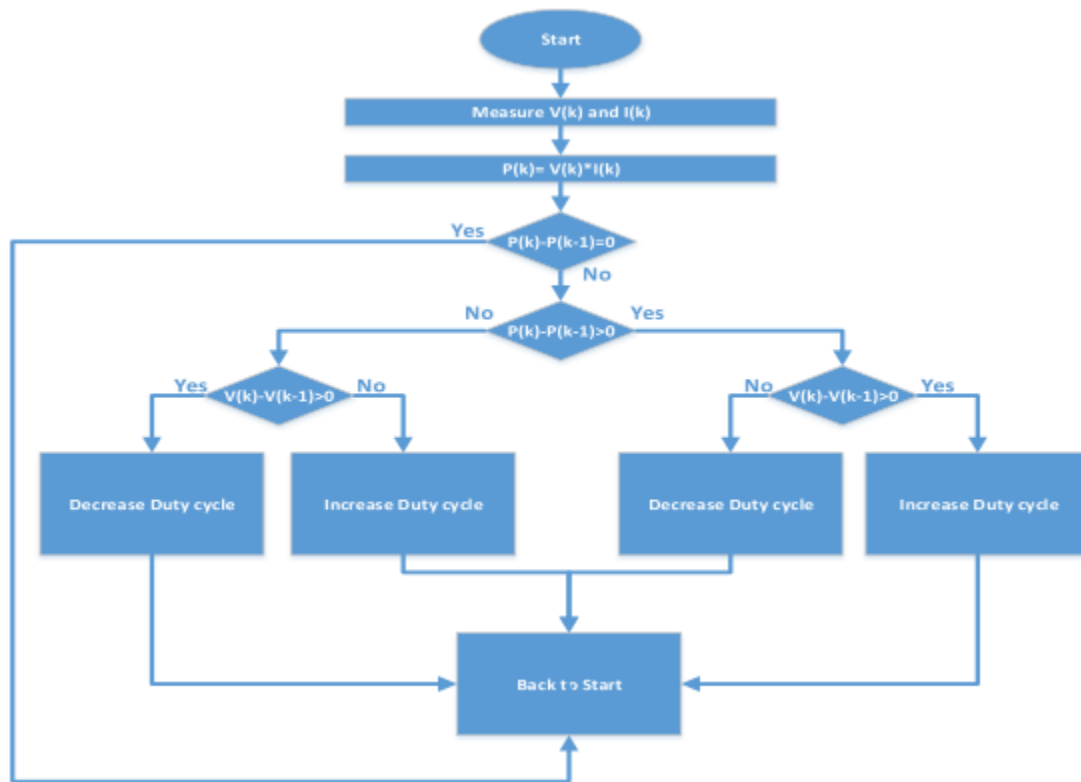 Start
Measure V(k) and I(k)
P(k)= V(k)*I(k)
Yes
P(k)-P(k-1)=0
No
No
P(k)-P(k-1)>0
Yes
Yes
V(k)-V(k-1)>0
No
No
V(k)-V(k-1)>0
Yes
Decrease Duty cycle
Increase Duty cycle
Decrease Duty cycle
Increase Duty cycle
Back to Start